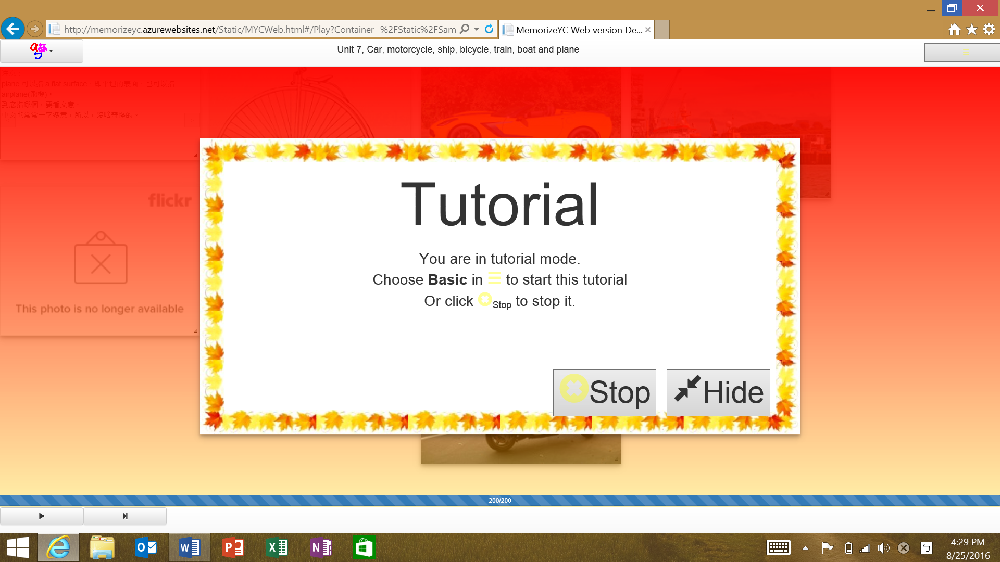 http://memorizeyc.azurewebsites.net/Static/MYCWeb.html#/Play?Container=%2FStatic%2FSam
MemorizeYC Web version De...
Unit 7, Car, motorcycle, ship, bicycle, train, boat and plane
注意：
plane 可以指 a flat surface，即平坦的表面，也可以指
airplane(飛機)。
到底指哪個，要看文意。
中文也常常一字多意，所以，沒啥奇怪的。
flickr
This photo is no longer available
Tutorial
You are in tutorial mode.
Choose Basic in to start this tutorial
Or click Stop to stop it.
Stop
Hide
200/200
4:29 PM
8/25/2016